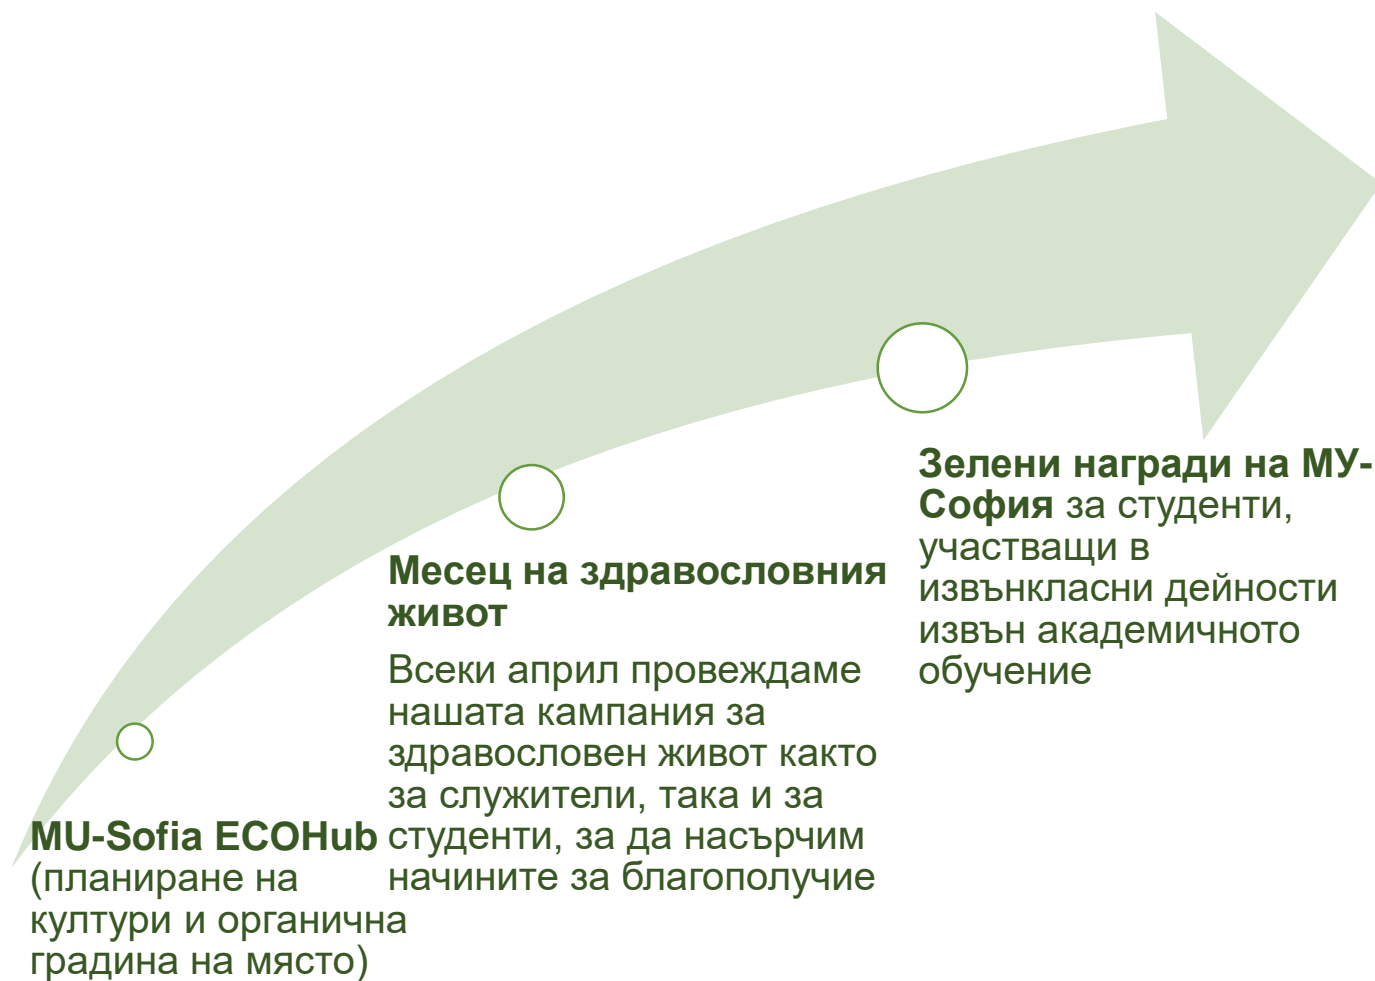 MU-Sofia ECOHub
(планиране на
култури и органична
градина на място)
Месец на здравословния
живот
Всеки април провеждаме
нашата кампания за
здравословен живот както
за служители, така и за
студенти, за да насърчим
начините за благополучие
Зелени награди на МУ-
София за студенти,
участващи в
извънкласни дейности
извън академичното
обучение